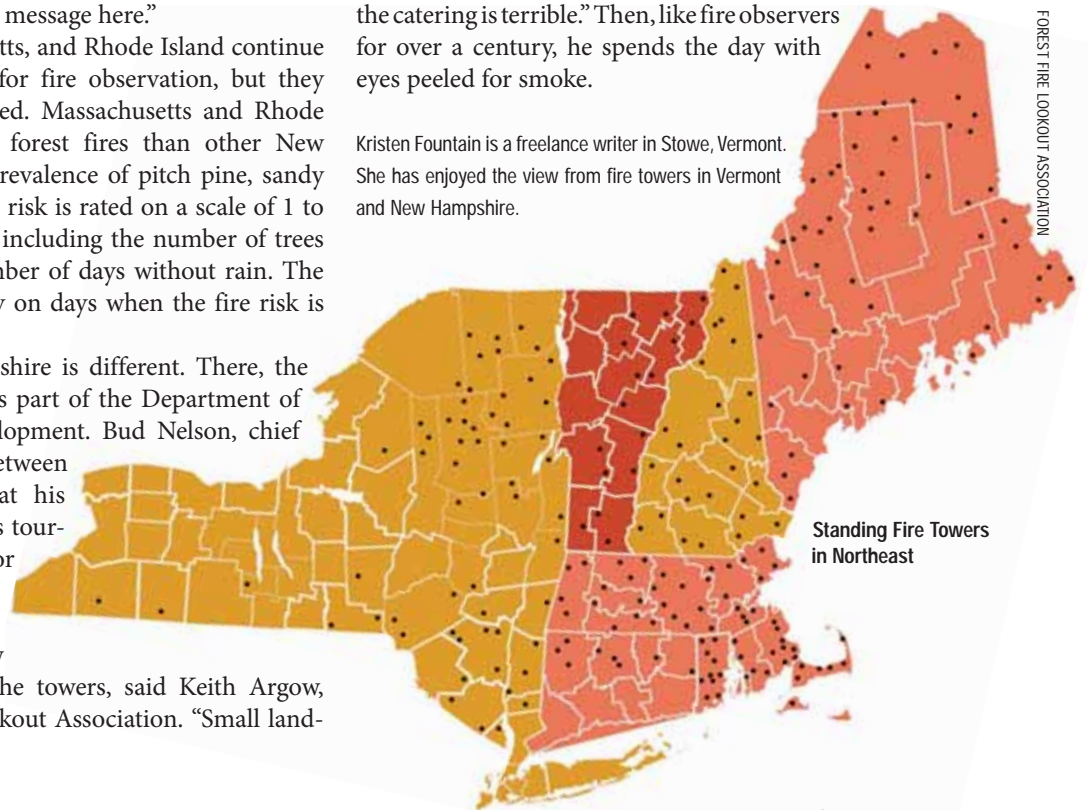 message here.”
tts, and Rhode Island continue
for fire observation, but they
ed. Massachusetts and Rhode
forest fires than other New
revalence of pitch pine, sandy
risk is rated on a scale of 1 to
including the number of trees
ber of days without rain. The
y on days when the fire risk is
shire is different. There, the
s part of the Department of
lopment. Bud Nelson, chief
etween
at his
s tour-
or
y
he towers, said Keith Argow,
kout Association. “Small land-
the catering is terrible.” Then, like fire observers
for over a century, he spends the day with
eyes peeled for smoke.
Kristen Fountain is a freelance writer in Stowe, Vermont.
She has enjoyed the view from fire towers in Vermont
and New Hampshire.
FOREST FIRE LOOKOUT ASSOCIATION
Standing Fire Towers
in Northeast